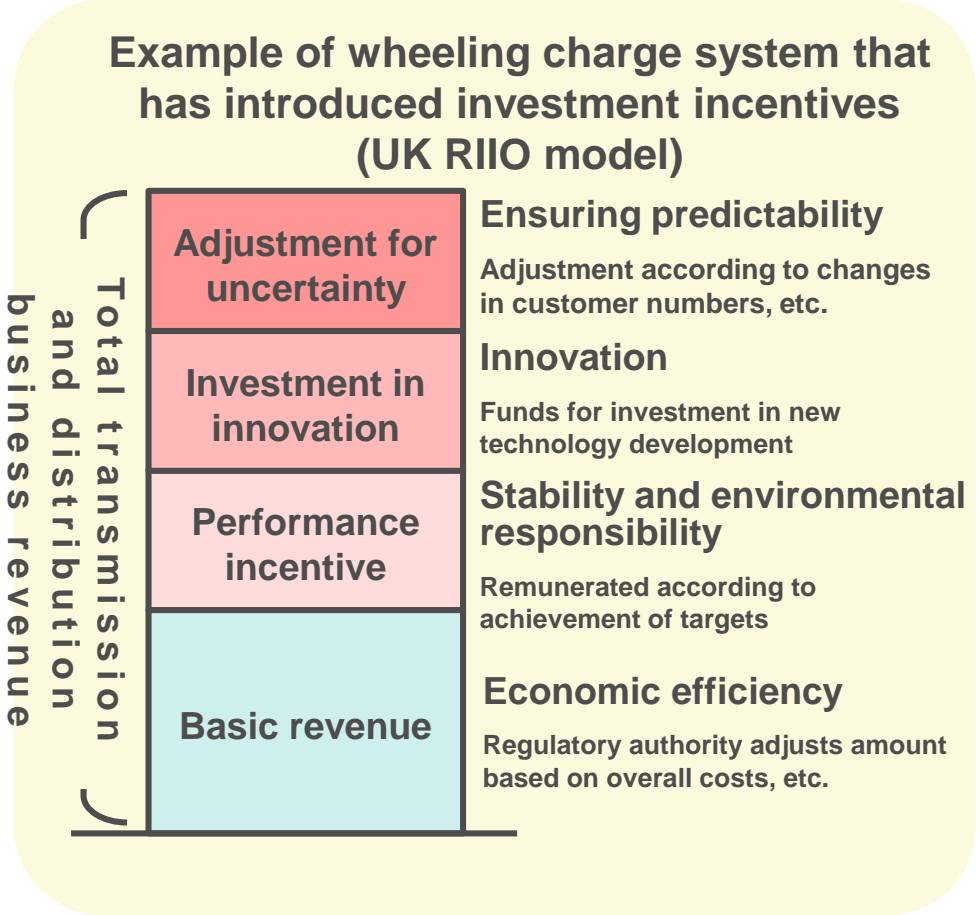 Example of wheeling charge system that
has introduced investment incentives
(UK RIIO model)
Total transmission
and distribution
business revenue
Adjustment for
uncertainty
Ensuring predictability
Adjustment according to changes
in customer numbers, etc.
Investment in
innovation
Innovation
Funds for investment in new
technology development
Performance
incentive
Stability and environmental
responsibility
Remunerated according to
achievement of targets
Basic revenue
Economic efficiency
Regulatory authority adjusts amount
based on overall costs, etc.